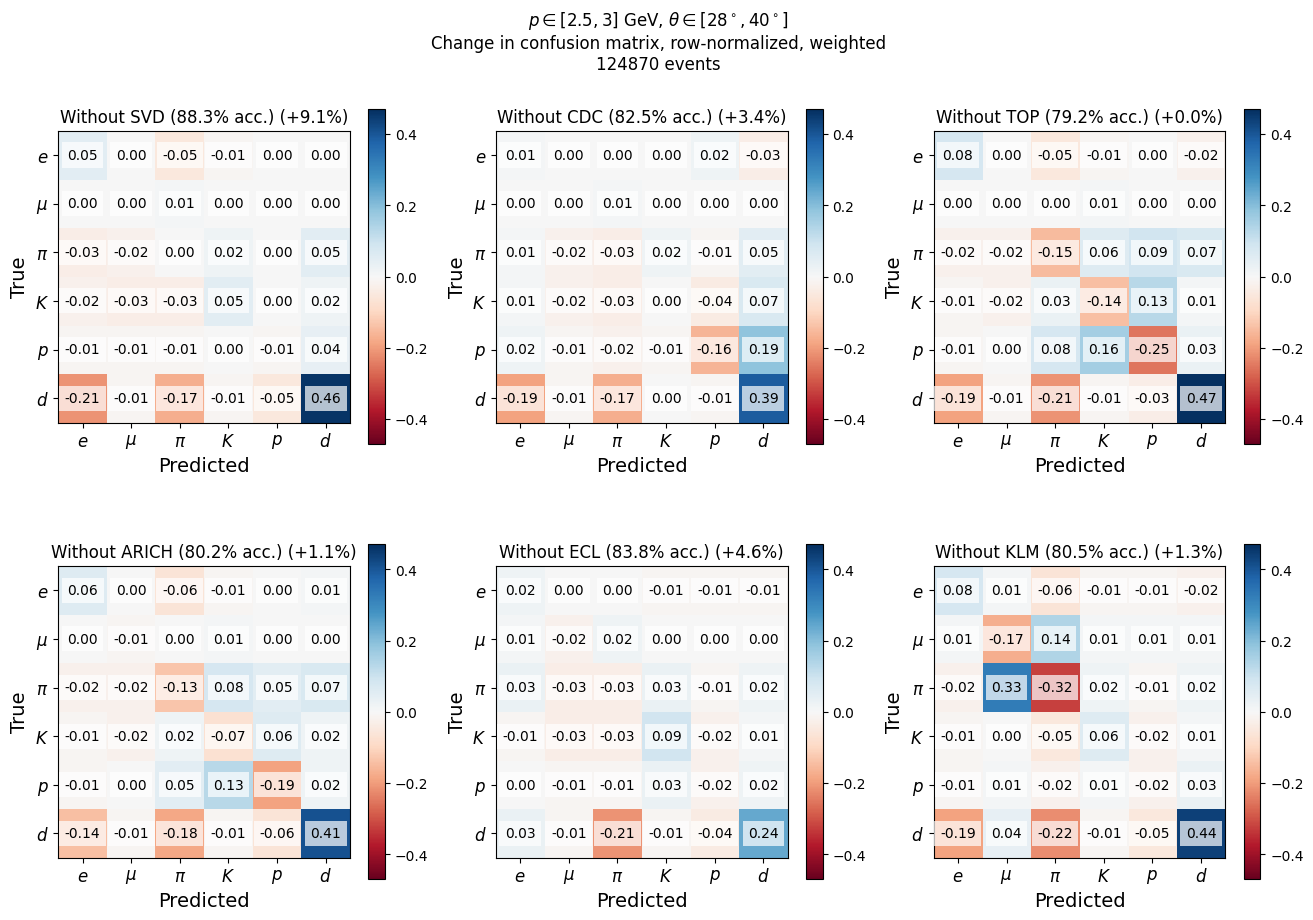 p ∈ [2.5, 3] GeV, θ ∈ [28°, 40°]
Change in confusion matrix, row-normalized, weighted
124870 events
Without SVD (88.3% acc.) (+9.1%)
True
e 0.05 0.00 -0.05 -0.01 0.00 0.00
μ 0.00 0.00 0.01 0.00 0.00 0.00
π -0.03 -0.02 0.00 0.02 0.00 0.05
K -0.02 -0.03 -0.03 0.05 0.00 0.02
p -0.01 -0.01 -0.01 0.00 -0.01 0.04
d -0.21 -0.01 -0.17 -0.01 -0.05 0.46
e μ π K p d
Predicted
0.4
0.2
0.0
−0.2
−0.4
Without CDC (82.5% acc.) (+3.4%)
True
e 0.01 0.00 0.00 0.00 0.02 -0.03
μ 0.00 0.00 0.01 0.00 0.00 0.00
π 0.01 -0.02 -0.03 0.02 -0.01 0.05
K 0.01 -0.02 -0.03 0.00 -0.04 0.07
p 0.02 -0.01 -0.02 -0.01 -0.16 0.19
d -0.19 -0.01 -0.17 0.00 -0.01 0.39
e μ π K p d
Predicted
0.4
0.2
0.0
−0.2
−0.4
Without TOP (79.2% acc.) (+0.0%)
True
e 0.08 0.00 -0.05 -0.01 0.00 -0.02
μ 0.00 0.00 0.00 0.01 0.00 0.00
π -0.02 -0.02 -0.15 0.06 0.09 0.07
K -0.01 -0.02 0.03 -0.14 0.13 0.01
p -0.01 0.00 0.08 0.16 -0.25 0.03
d -0.19 -0.01 -0.21 -0.01 -0.03 0.47
e μ π K p d
Predicted
0.4
0.2
0.0
−0.2
−0.4
Without ARICH (80.2% acc.) (+1.1%)
True
e 0.06 0.00 -0.06 -0.01 0.00 0.01
μ 0.00 -0.01 0.00 0.01 0.00 0.00
π -0.02 -0.02 -0.13 0.08 0.05 0.07
K -0.01 -0.02 0.02 -0.07 0.06 0.02
p -0.01 0.00 0.05 0.13 -0.19 0.02
d -0.14 -0.01 -0.18 -0.01 -0.06 0.41
e μ π K p d
Predicted
0.4
0.2
0.0
−0.2
−0.4
Without ECL (83.8% acc.) (+4.6%)
True
e 0.02 0.00 0.00 -0.01 -0.01 -0.01
μ 0.01 -0.02 0.02 0.00 0.00 0.00
π 0.03 -0.03 -0.03 0.03 -0.01 0.02
K -0.01 -0.03 -0.03 0.09 -0.02 0.01
p 0.00 -0.01 -0.01 0.03 -0.02 0.02
d 0.03 -0.01 -0.21 -0.01 -0.04 0.24
e μ π K p d
Predicted
0.4
0.2
0.0
−0.2
−0.4
Without KLM (80.5% acc.) (+1.3%)
True
e 0.08 0.01 -0.06 -0.01 -0.01 -0.02
μ 0.01 -0.17 0.14 0.01 0.01 0.01
π -0.02 0.33 -0.32 0.02 -0.01 0.02
K -0.01 0.00 -0.05 0.06 -0.02 0.01
p -0.01 0.01 -0.02 0.01 -0.02 0.03
d -0.19 0.04 -0.22 -0.01 -0.05 0.44
e μ π K p d
Predicted
0.4
0.2
0.0
−0.2
−0.4